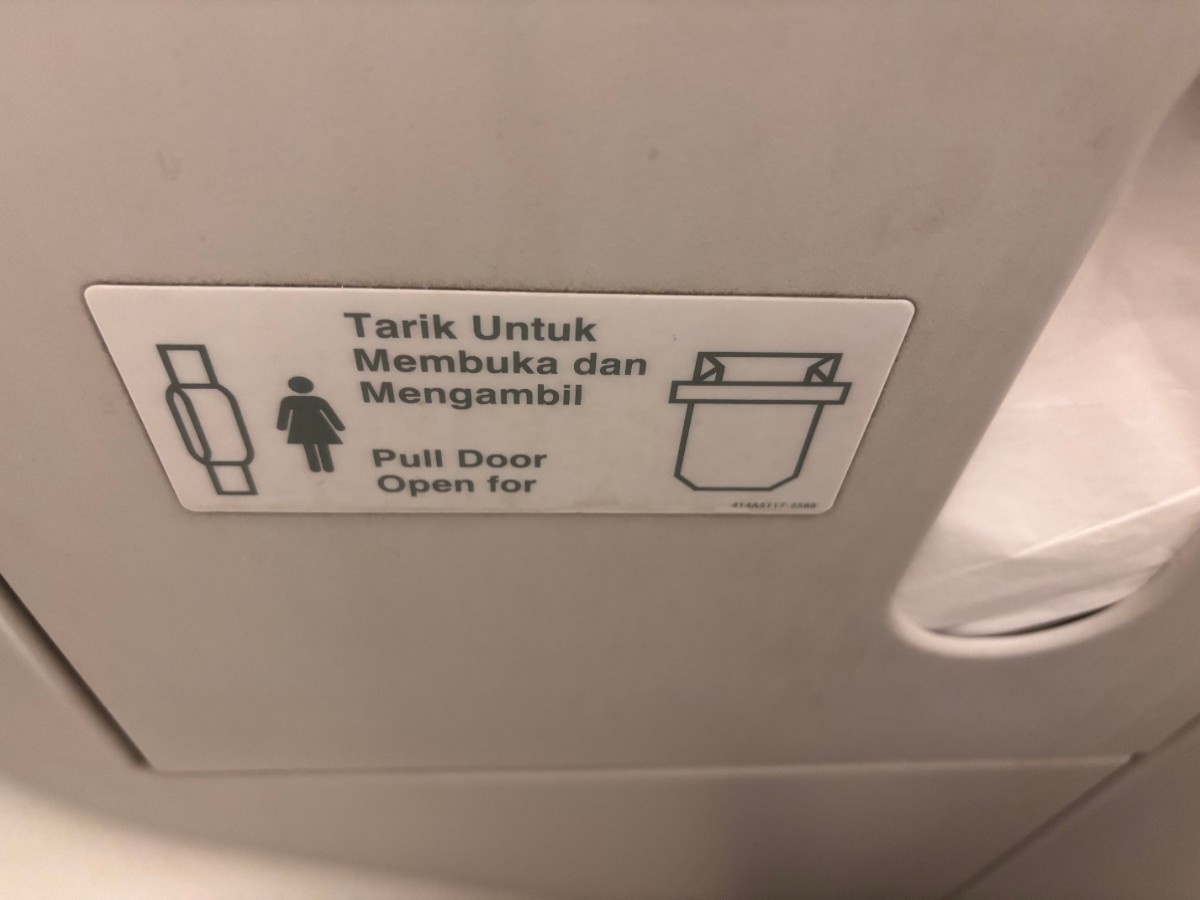 Tarik Untuk
Membuka dan
Mengambil
Pull Door
Open for